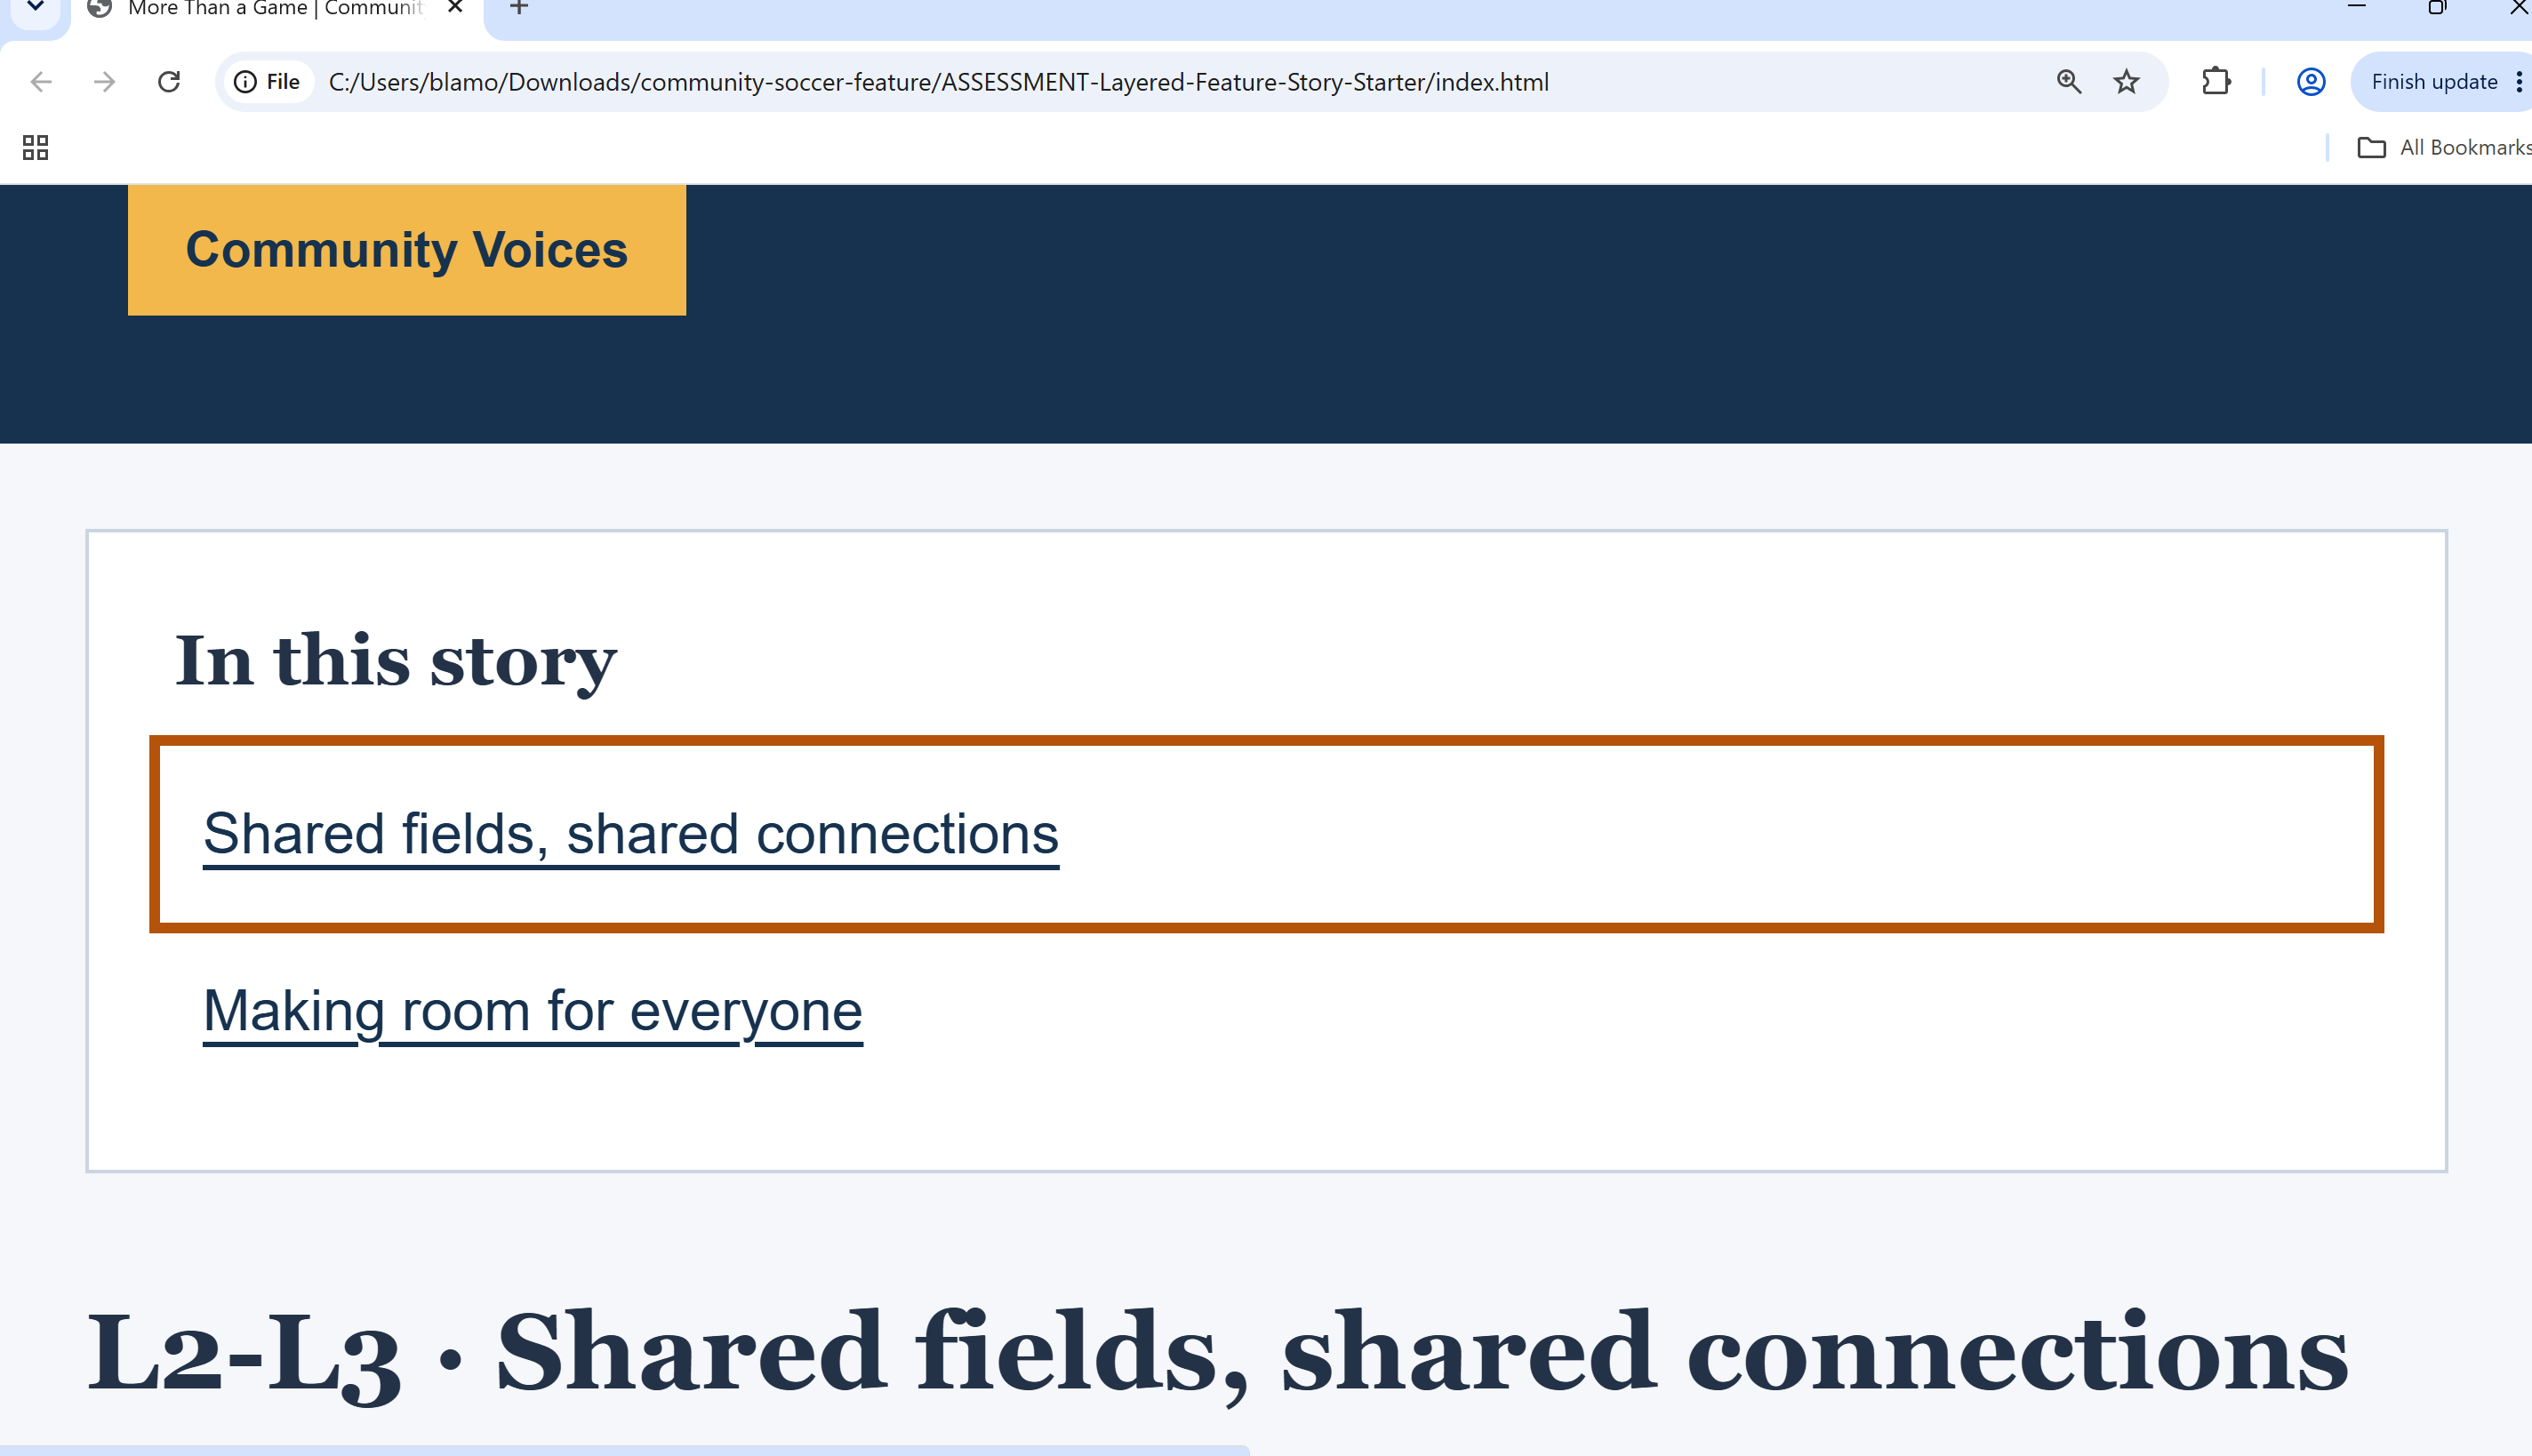 More Than a Game | Communit
File
C:/Users/blamo/Downloads/community-soccer-feature/ASSESSMENT-Layered-Feature-Story-Starter/index.html
Finish update
All Bookmarks
Community Voices
In this story
Shared fields, shared connections
Making room for everyone
L2-L3 · Shared fields, shared connections